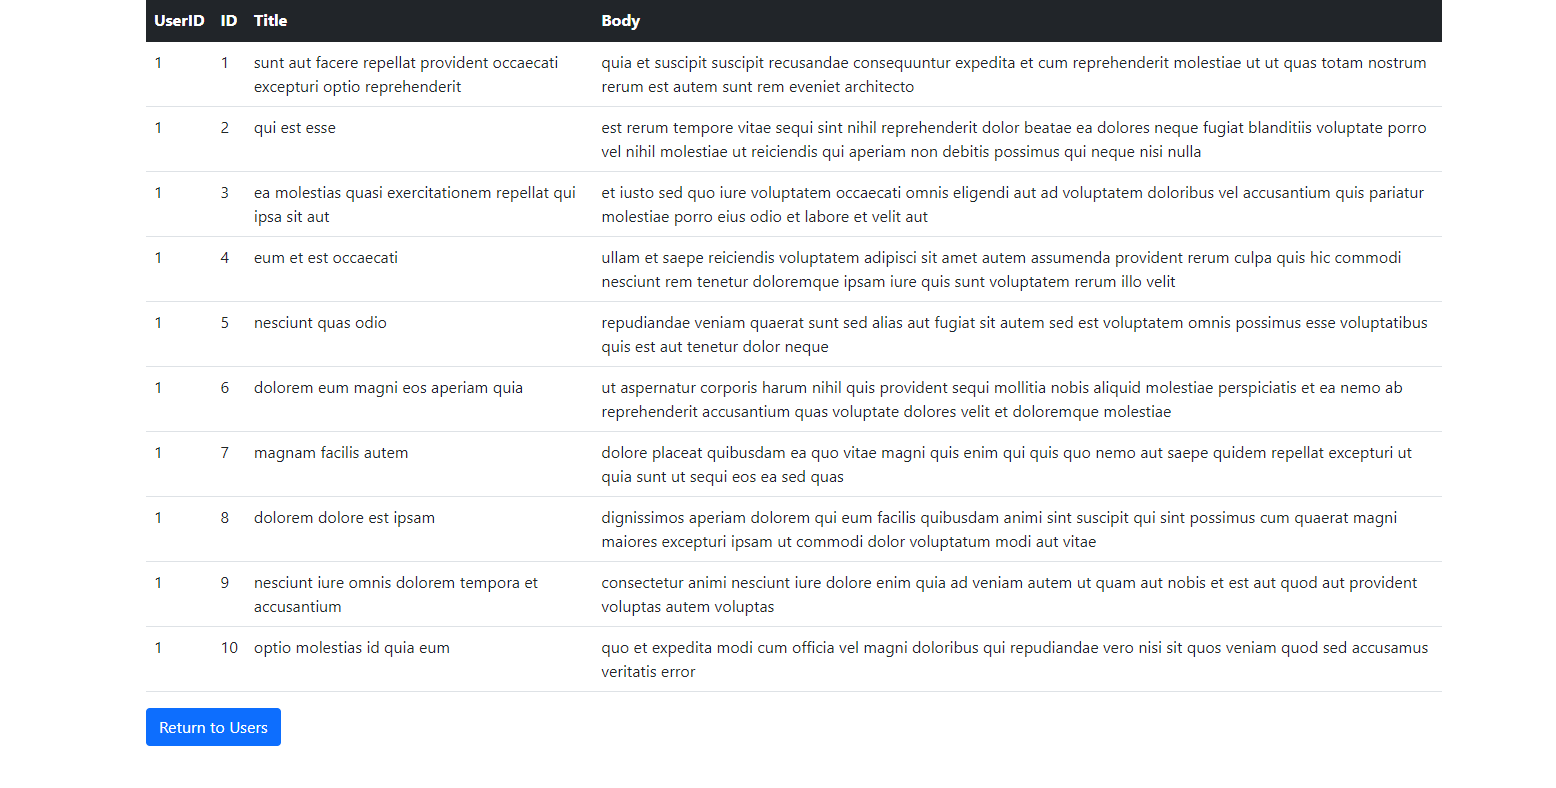 UserID ID Title Body
1 1 sunt aut facere repellat provident occaecati quia et suscipit suscipit recusandae consequuntur expedita et cum reprehenderit molestiae ut ut quas totam nostrum
excepturi optio reprehenderit rerum est autem sunt rem eveniet architecto
1 2 qui est esse est rerum tempore vitae sequi sint nihil reprehenderit dolor beatae ea dolores neque fugiat blanditiis voluptate porro
vel nihil molestiae ut reiciendis qui aperiam non debitis possimus qui neque nisi nulla
1 3 ea molestias quasi exercitationem repellat qui et iusto sed quo iure voluptatem occaecati omnis eligendi aut ad voluptatem doloribus vel accusantium quis pariatur
ipsa sit aut molestiae porro eius odio et labore et velit aut
1 4 eum et est occaecati ullam et saepe reiciendis voluptatem adipisci sit amet autem assumenda provident rerum culpa quis hic commodi
nesciunt rem tenetur doloremque ipsam iure quis sunt voluptatem rerum illo velit
1 5 nesciunt quas odio repudiandae veniam quaerat sunt sed alias aut fugiat sit autem sed est voluptatem omnis possimus esse voluptatibus
quis est aut tenetur dolor neque
1 6 dolorem eum magni eos aperiam quia ut aspernatur corporis harum nihil quis provident sequi mollitia nobis aliquid molestiae perspiciatis et ea nemo ab
reprehenderit accusantium quas voluptate dolores velit et doloremque molestiae
1 7 magnam facilis autem dolore placeat quibusdam ea quo vitae magni quis enim qui quis quo nemo aut saepe quidem repellat excepturi ut
quia sunt ut sequi eos ea sed quas
1 8 dolorem dolore est ipsam dignissimos aperiam dolorem qui eum facilis quibusdam animi sint suscipit qui sint possimus cum quaerat magni
maiores excepturi ipsam ut commodi dolor voluptatum modi aut vitae
1 9 nesciunt iure omnis dolorem tempora et consectetur animi nesciunt iure dolore enim quia ad veniam autem ut quam aut nobis et est aut quod aut provident
accusantium voluptas autem voluptas
1 10 optio molestias id quia eum quo et expedita modi cum officia vel magni doloribus qui repudiandae vero nisi sit quos veniam quod sed accusamus
veritatis error
Return to Users